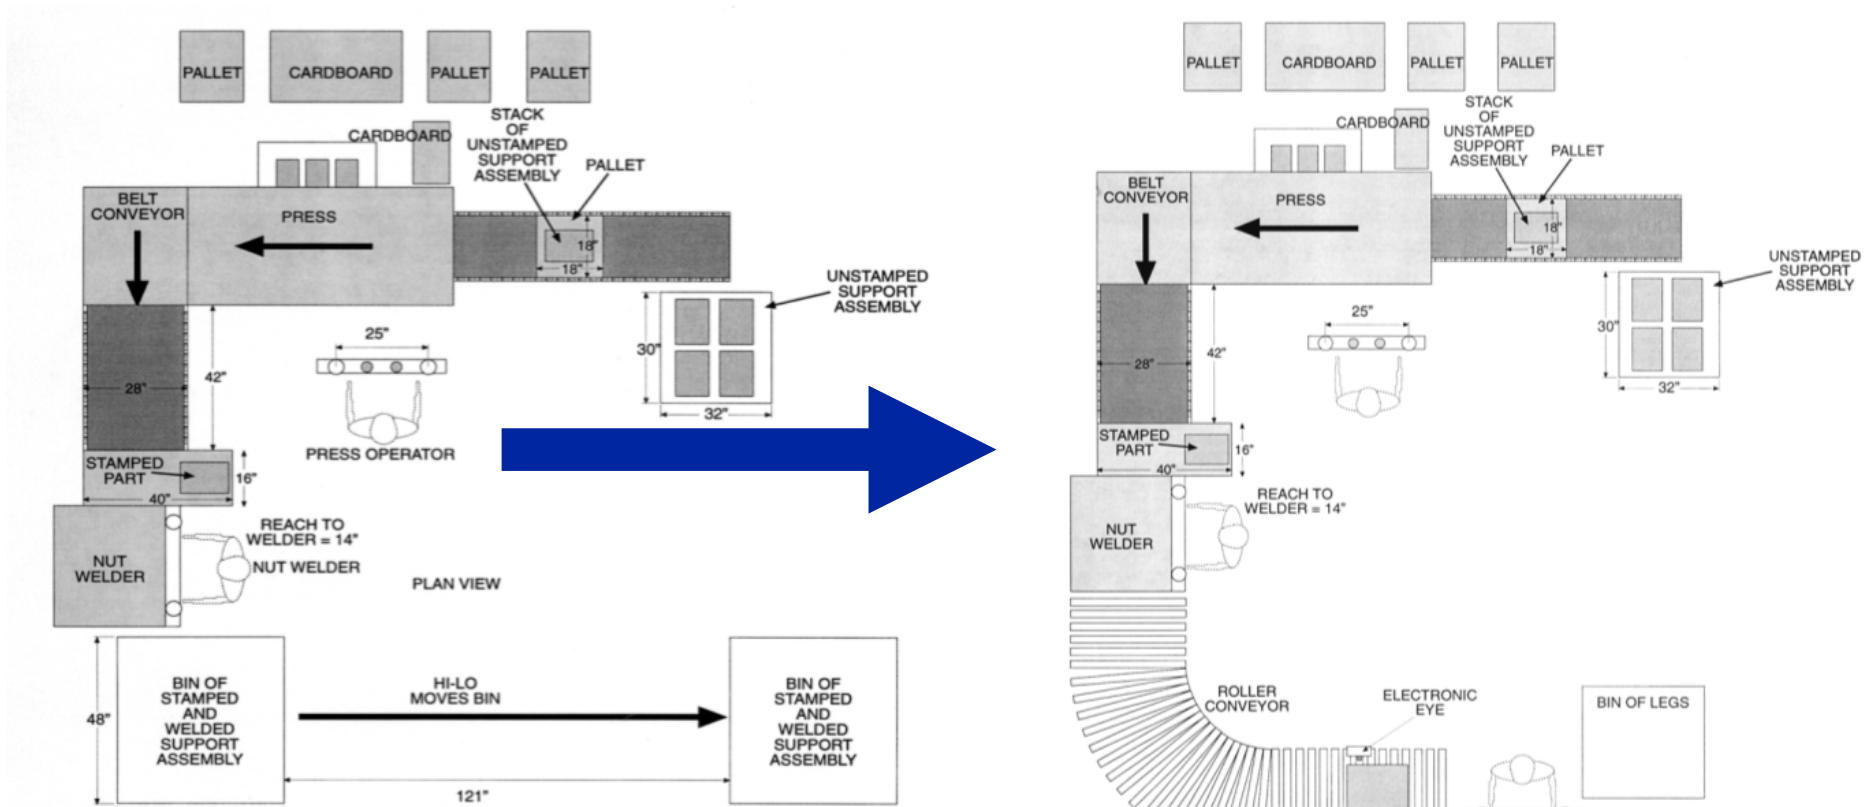 PALLET
CARDBOARD
PALLET
PALLET
STACK
OF
UNSTAMPED
SUPPORT
ASSEMBLY
CARDBOARD
PALLET
BELT
CONVEYOR
PRESS
18"
18"
UNSTAMPED
SUPPORT
ASSEMBLY
25"
30"
28"
42"
32"
PRESS OPERATOR
STAMPED
PART
16"
40"
REACH TO
WELDER = 14"
NUT
WELDER
NUT WELDER
PLAN VIEW
BIN OF
STAMPED
AND
WELDED
SUPPORT
ASSEMBLY
48"
HI-LO
MOVES BIN
BIN OF
STAMPED
AND
WELDED
SUPPORT
ASSEMBLY
121"
PALLET
CARDBOARD
PALLET
PALLET
STACK
OF
UNSTAMPED
SUPPORT
ASSEMBLY
CARDBOARD
PALLET
BELT
CONVEYOR
PRESS
18"
18"
UNSTAMPED
SUPPORT
ASSEMBLY
25"
30"
28"
42"
32"
STAMPED
PART
16"
40"
REACH TO
WELDER = 14"
NUT
WELDER
ROLLER
CONVEYOR
ELECTRONIC
EYE
BIN OF LEGS